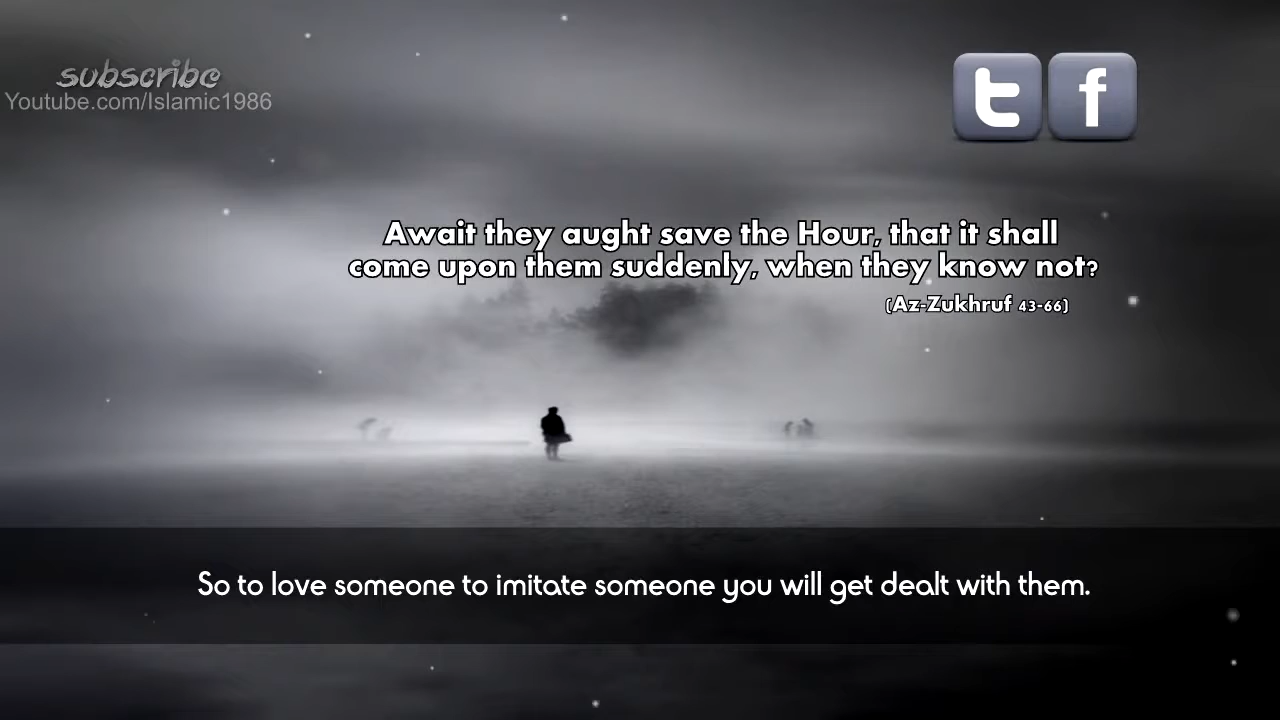 subscribe
Youtube.com/Islamic1986
Await they aught save the Hour, that it shall
come upon them suddenly, when they know not?
(Az-Zukhruf 43-66)
So to love someone to imitate someone you will get dealt with them.